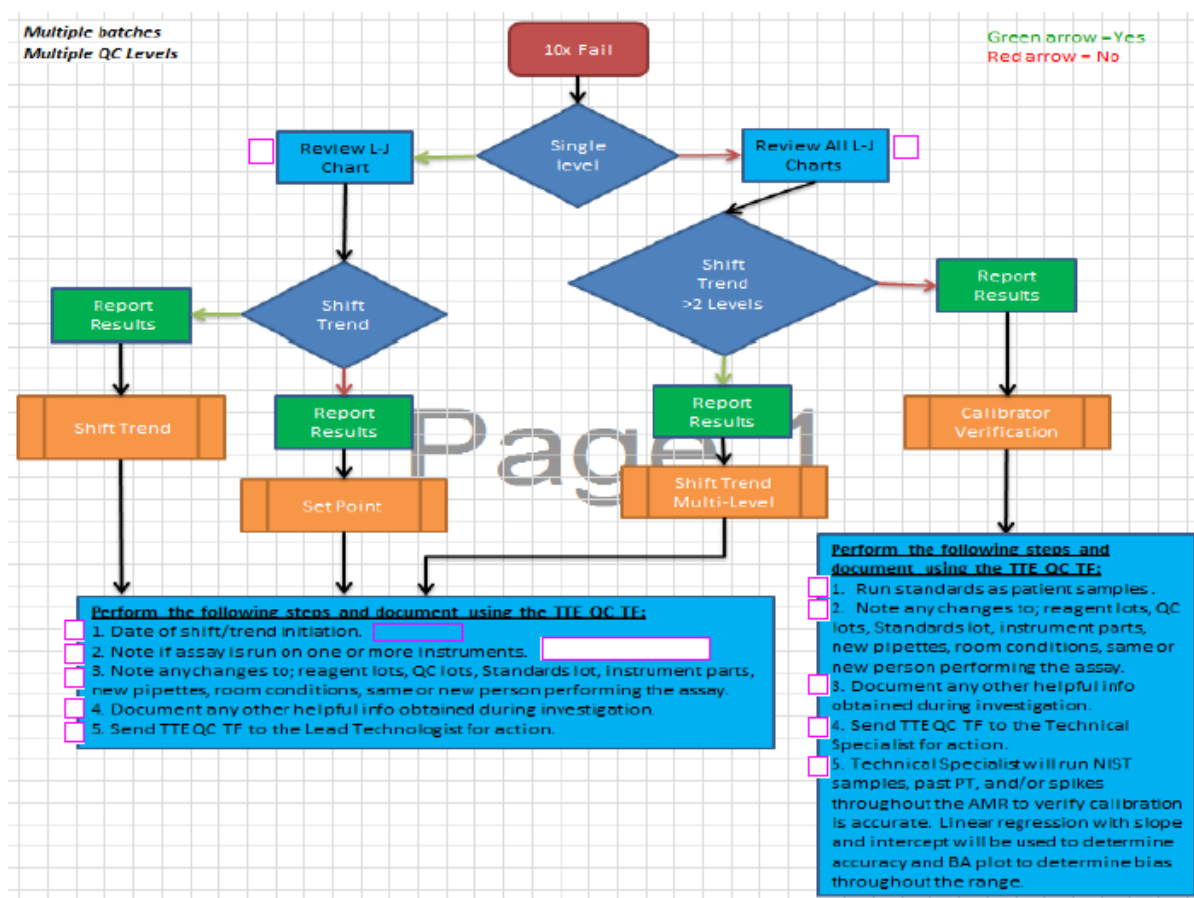 Multiple batches
Multiple QC Levels
10x Fail
Green arrow =Yes
Red arrow = No
Single
level
Review L-J
Chart
Review All L-J
Charts
Shift
Trend
>2 Levels
Report
Results
Report
Results
Shift
Trend
Report
Results
Report
Results
Page 1
Shift Trend
Calibrator
Verification
Set Point
Shift Trend
Multi-Level
Perform the following steps and document using the TTE QC TF:
1. Date of shift/trend initiation.
2. Note if assay is run on one or more instruments.
3. Note any changes to; reagent lots, QC lots, Standards lot, instrument parts,
new pipettes, room conditions, same or new person performing the assay.
4. Document any other helpful info obtained during investigation.
5. Send TTE QC TF to the Lead Technologist for action.
Perform the following steps and
document using the TTE QC TF:
1. Run standards as patient samples.
2. Note any changes to; reagent lots, QC
lots, Standards lot, instrument parts,
new pipettes, room conditions, same or
new person performing the assay.
3. Document any other helpful info
obtained during investigation.
4. Send TTE QC TF to the Technical
Specialist for action.
5. Technical Specialist will run NIST
samples, past PT, and/or spikes
throughout the AMR to verify calibration
is accurate. Linear regression with slope
and intercept will be used to determine
accuracy and BA plot to determine bias
throughout the range.